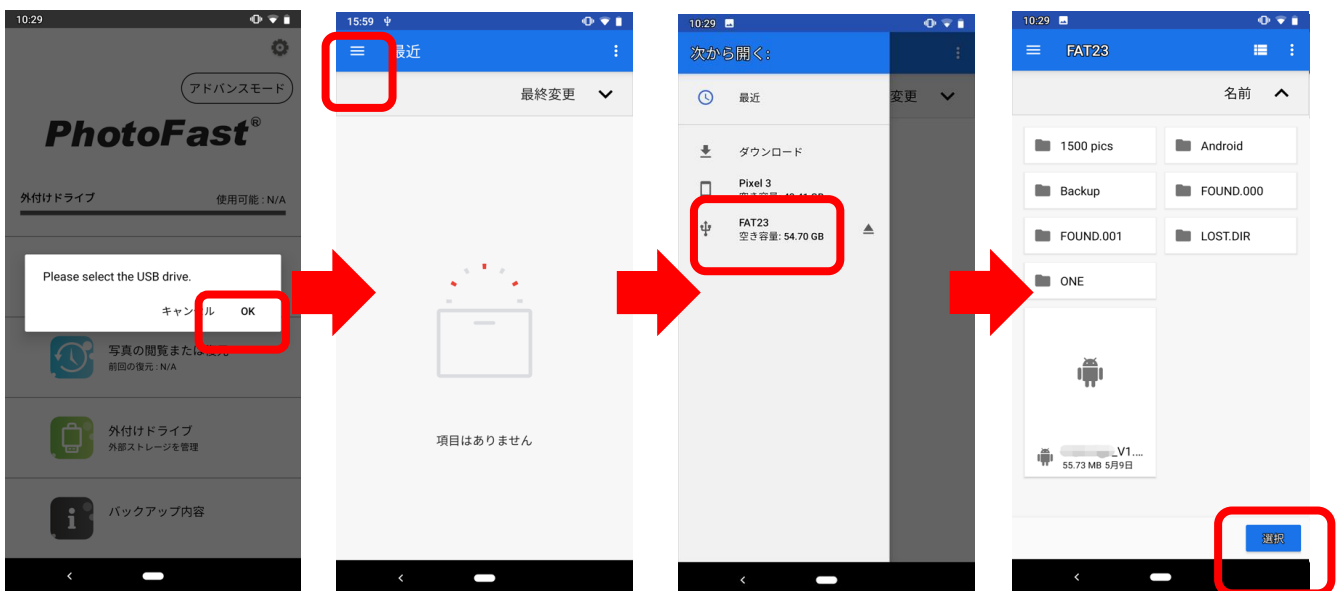 10:29
アドバンスモード
PhotoFast®
外付けドライブ
使用可能 : N/A
Please select the USB drive.
キャンセル OK
写真の閲覧または復元
前回の復元 : N/A
外付けドライブ
外部ストレージを管理
バックアップ内容
15:59
最近
最終変更
項目はありません
10:29
次から開く:
変更
最近
ダウンロード
Pixel 3
FAT23
空き容量: 54.70 GB
10:29
FAT23
名前
1500 pics
Android
Backup
FOUND.000
FOUND.001
LOST.DIR
ONE
_V1....
55.73 MB 5月9日
選択